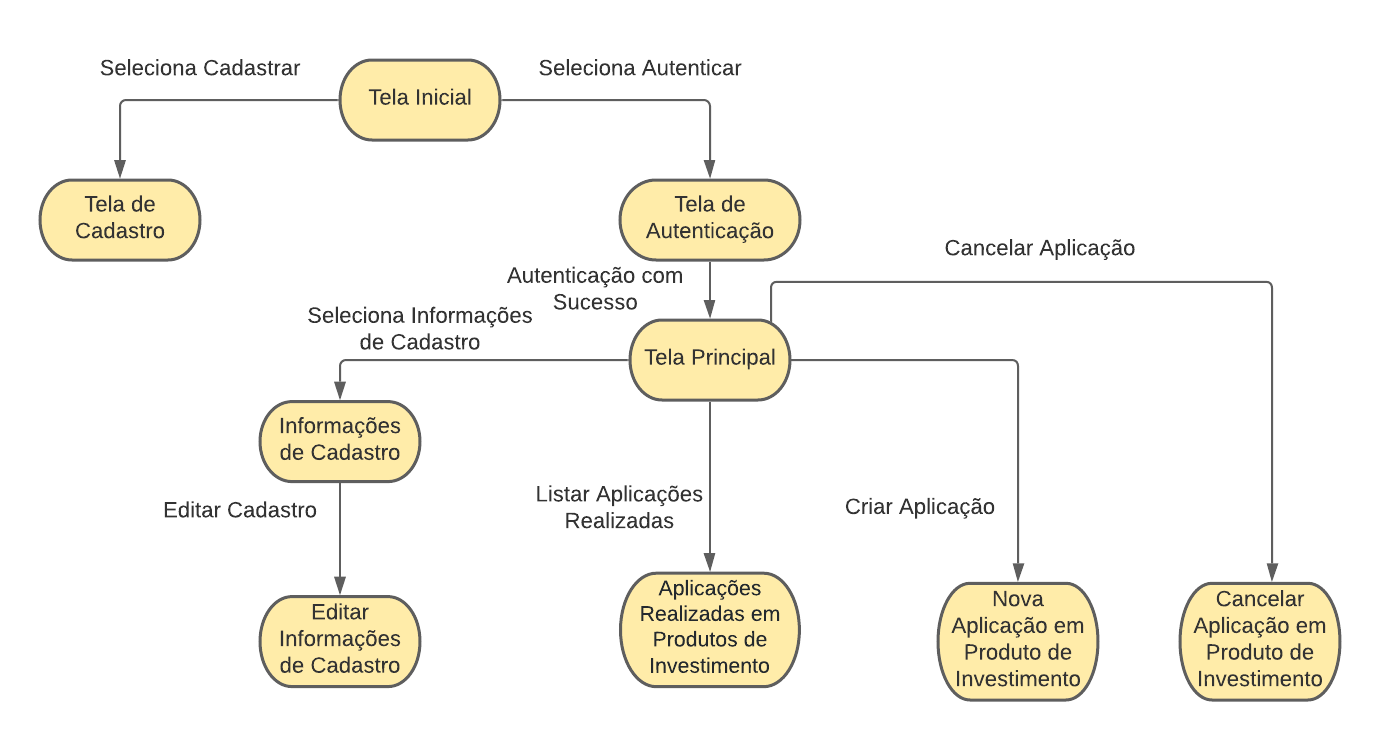 Seleciona Cadastrar
Tela Inicial
Seleciona Autenticar
Tela de
Cadastro
Tela de
Autenticação
Cancelar Aplicação
Autenticação com
Sucesso
Seleciona Informações
de Cadastro
Tela Principal
Informações
de Cadastro
Editar Cadastro
Listar Aplicações
Realizadas
Criar Aplicação
Editar
Informações
de Cadastro
Aplicações
Realizadas em
Produtos de
Investimento
Nova
Aplicação em
Produto de
Investimento
Cancelar
Aplicação em
Produto de
Investimento